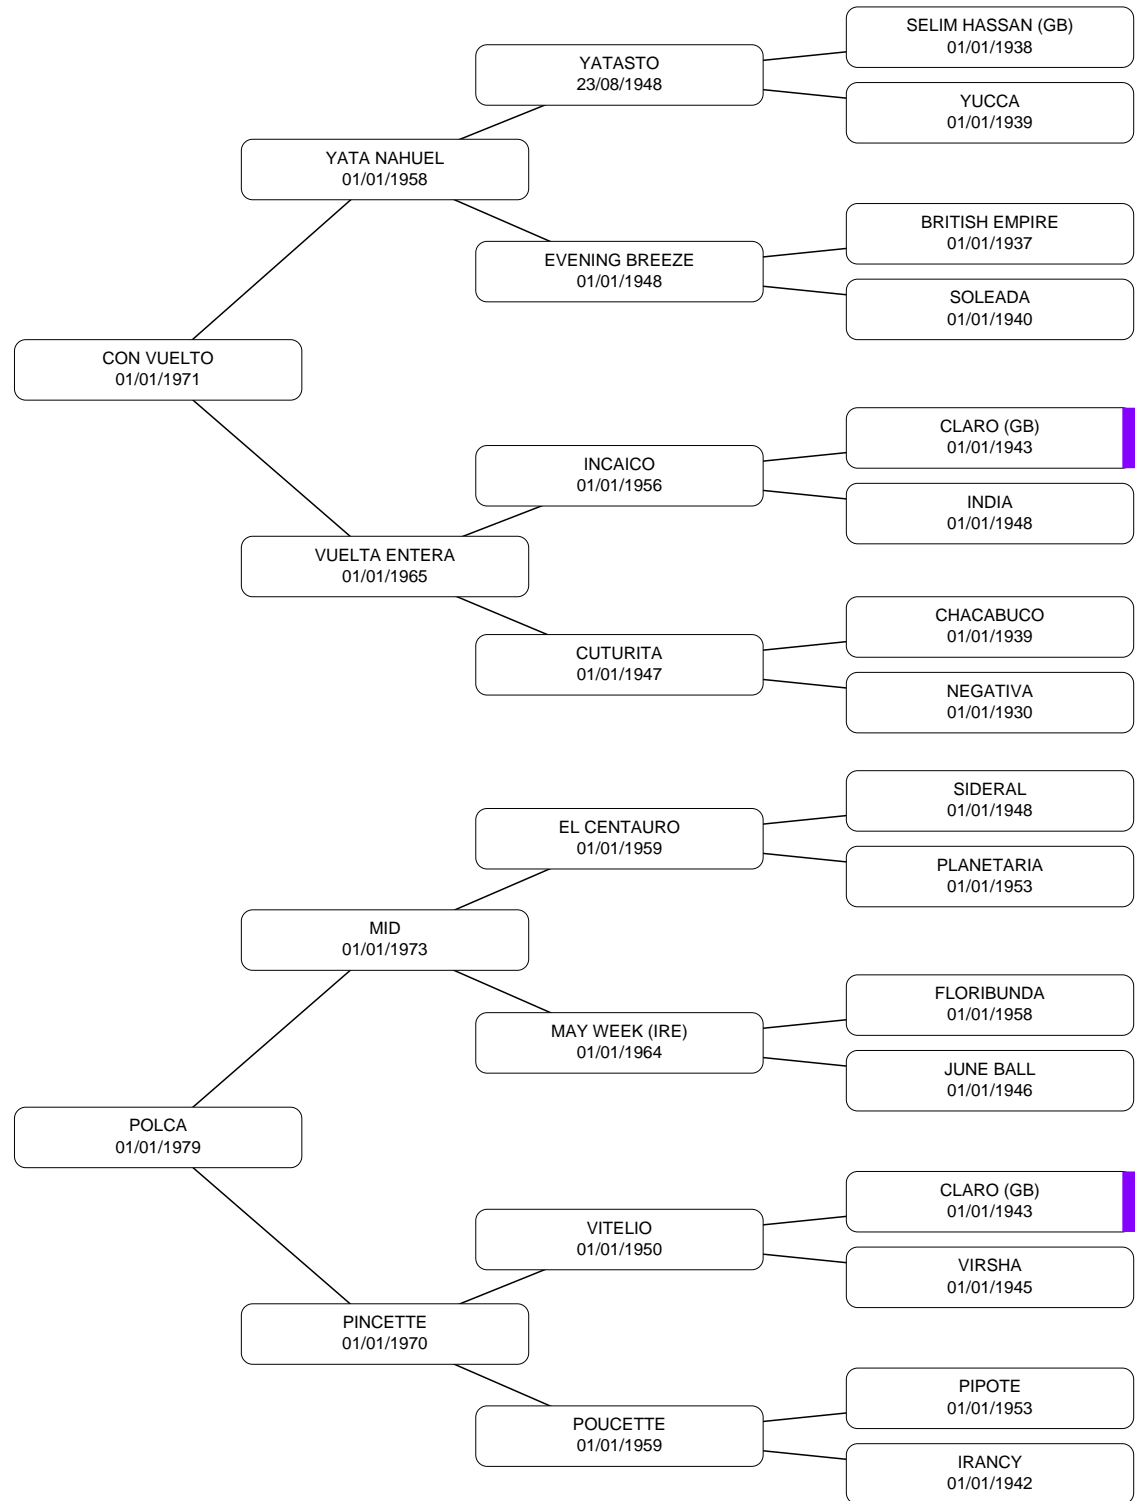 SELIM HASSAN (GB)
01/01/1938
YATASTO
23/08/1948
YUCCA
01/01/1939
YATA NAHUEL
01/01/1958
BRITISH EMPIRE
01/01/1937
EVENING BREEZE
01/01/1948
SOLEADA
01/01/1940
CON VUELTO
01/01/1971
CLARO (GB)
01/01/1943
INCAICO
01/01/1956
INDIA
01/01/1948
VUELTA ENTERA
01/01/1965
CHACABUCO
01/01/1939
CUTURITA
01/01/1947
NEGATIVA
01/01/1930
SIDERAL
01/01/1948
EL CENTAURO
01/01/1959
PLANETARIA
01/01/1953
MID
01/01/1973
FLORIBUNDA
01/01/1958
MAY WEEK (IRE)
01/01/1964
JUNE BALL
01/01/1946
POLCA
01/01/1979
CLARO (GB)
01/01/1943
VITELIO
01/01/1950
VIRSHA
01/01/1945
PINCETTE
01/01/1970
PIPOTE
01/01/1953
POUCETTE
01/01/1959
IRANCY
01/01/1942